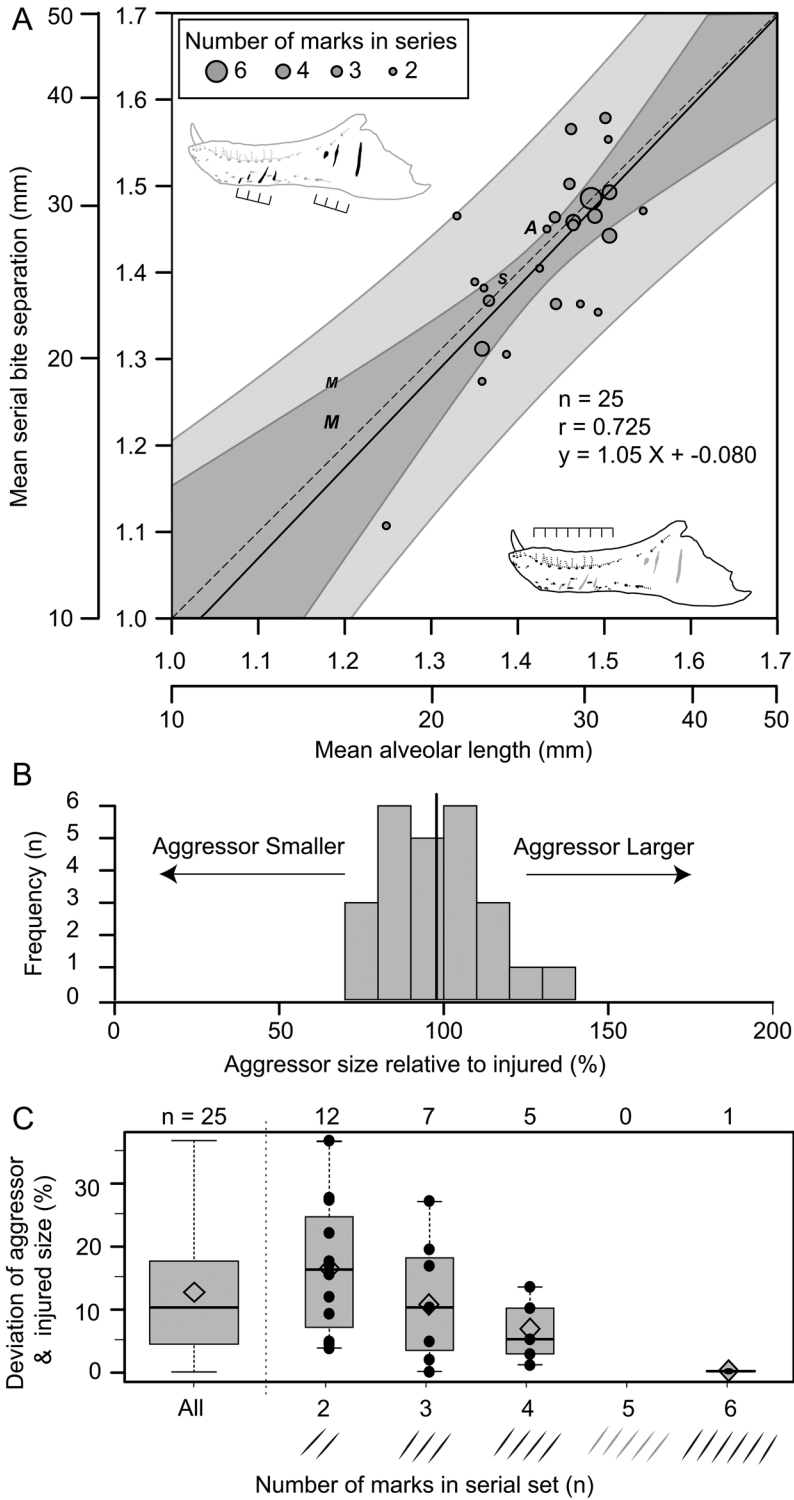 A
Number of marks in series
6 4 3 2
Mean serial bite separation (mm)
50
40
30
20
10
1.7
1.6
1.5
1.4
1.3
1.2
1.1
1.0
A
S
M
M
n = 25
r = 0.725
y = 1.05 X + -0.080
1.0 1.1 1.2 1.3 1.4 1.5 1.6 1.7
10 20 30 40 50
Mean alveolar length (mm)
B
Frequency (n)
6
5
4
3
2
1
0
Aggressor Smaller
Aggressor Larger
0 50 100 150 200
Aggressor size relative to injured (%)
C
n = 25 12 7 5 0 1
Deviation of aggressor
& injured size (%)
30
20
10
0
All 2 3 4 5 6
Number of marks in serial set (n)